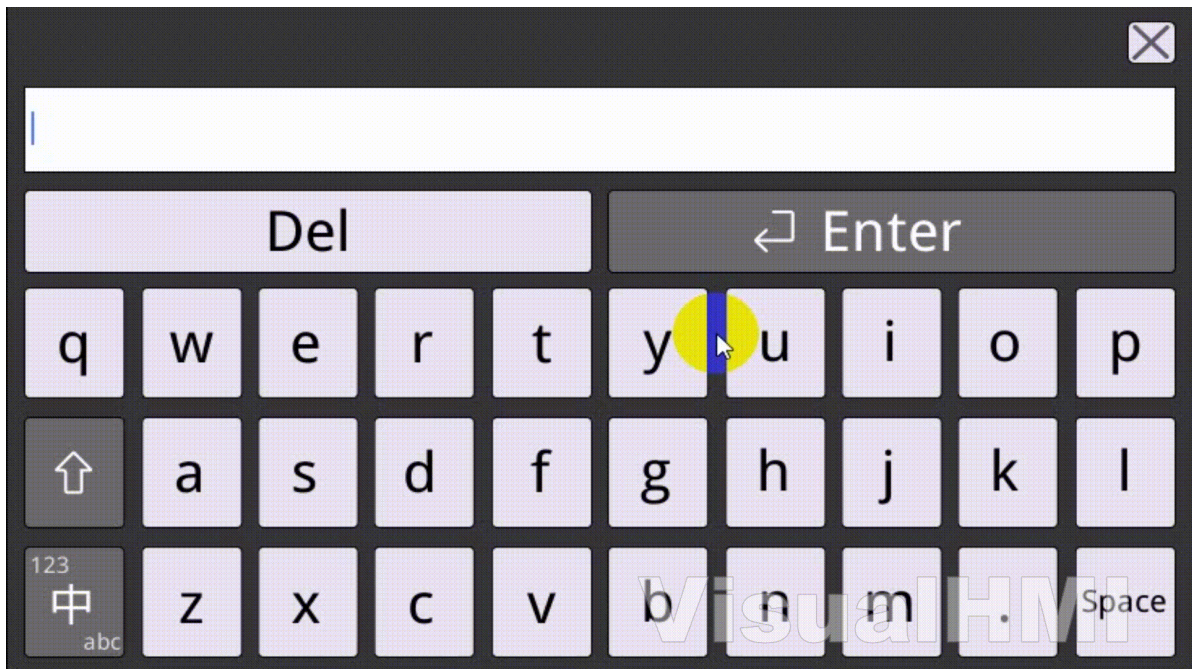 Del Enter
q w e r t y u i o p
a s d f g h j k l
123 中 abc z x c v b n m . Space
VisualHMI